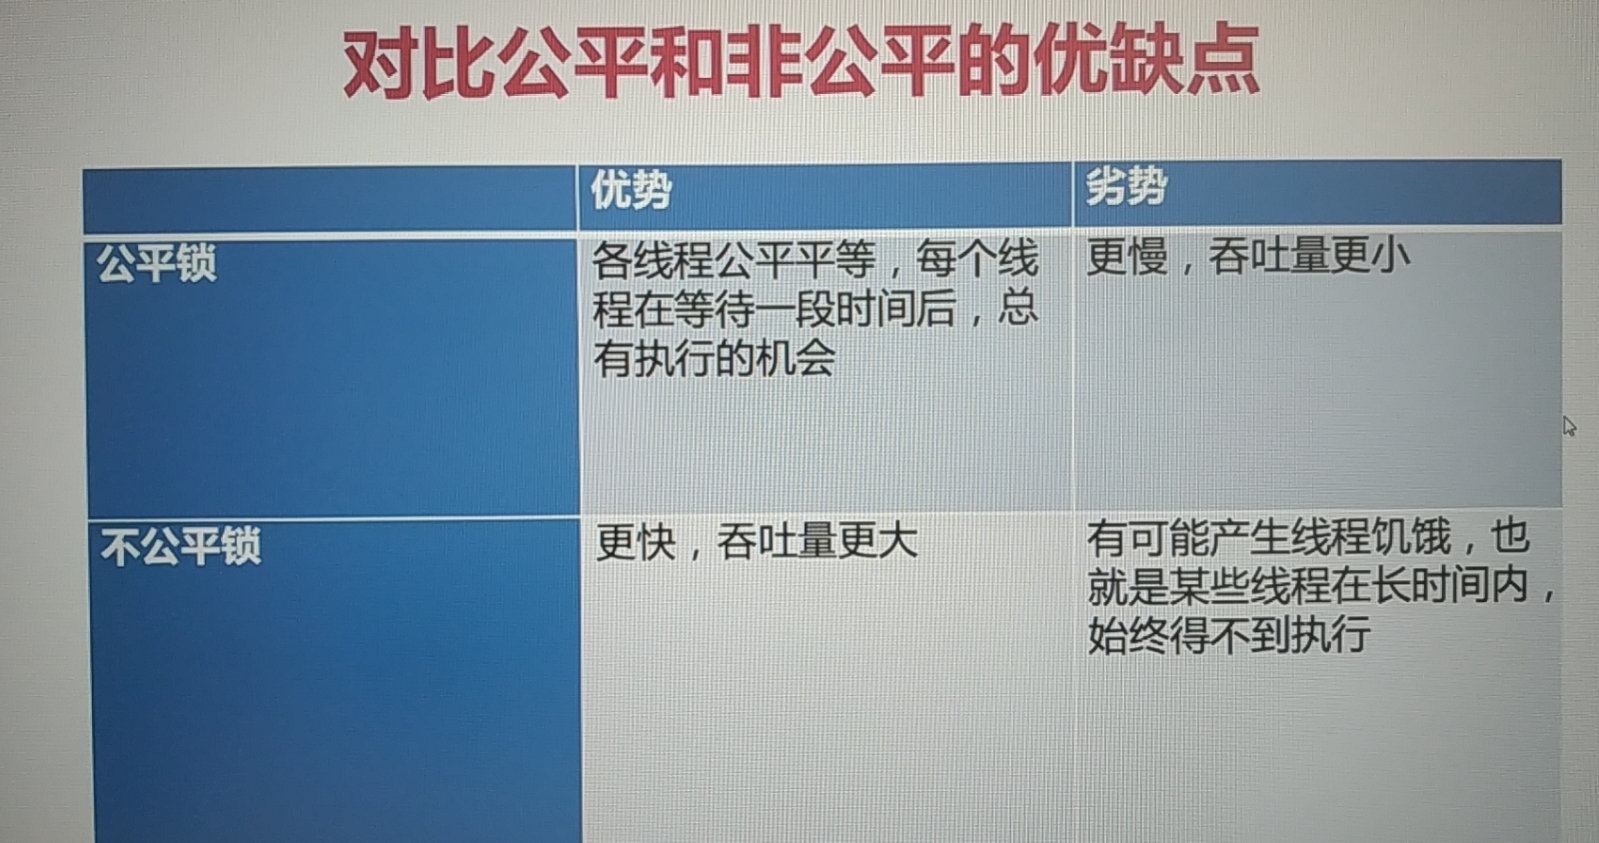 对比公平和非公平的优缺点
优势
劣势
公平锁
各线程公平平等，每个线
程在等待一段时间后，总
有执行的机会
更慢，吞吐量更小
不公平锁
更快，吞吐量更大
有可能产生线程饥饿，也
就是某些线程在长时间内，
始终得不到执行